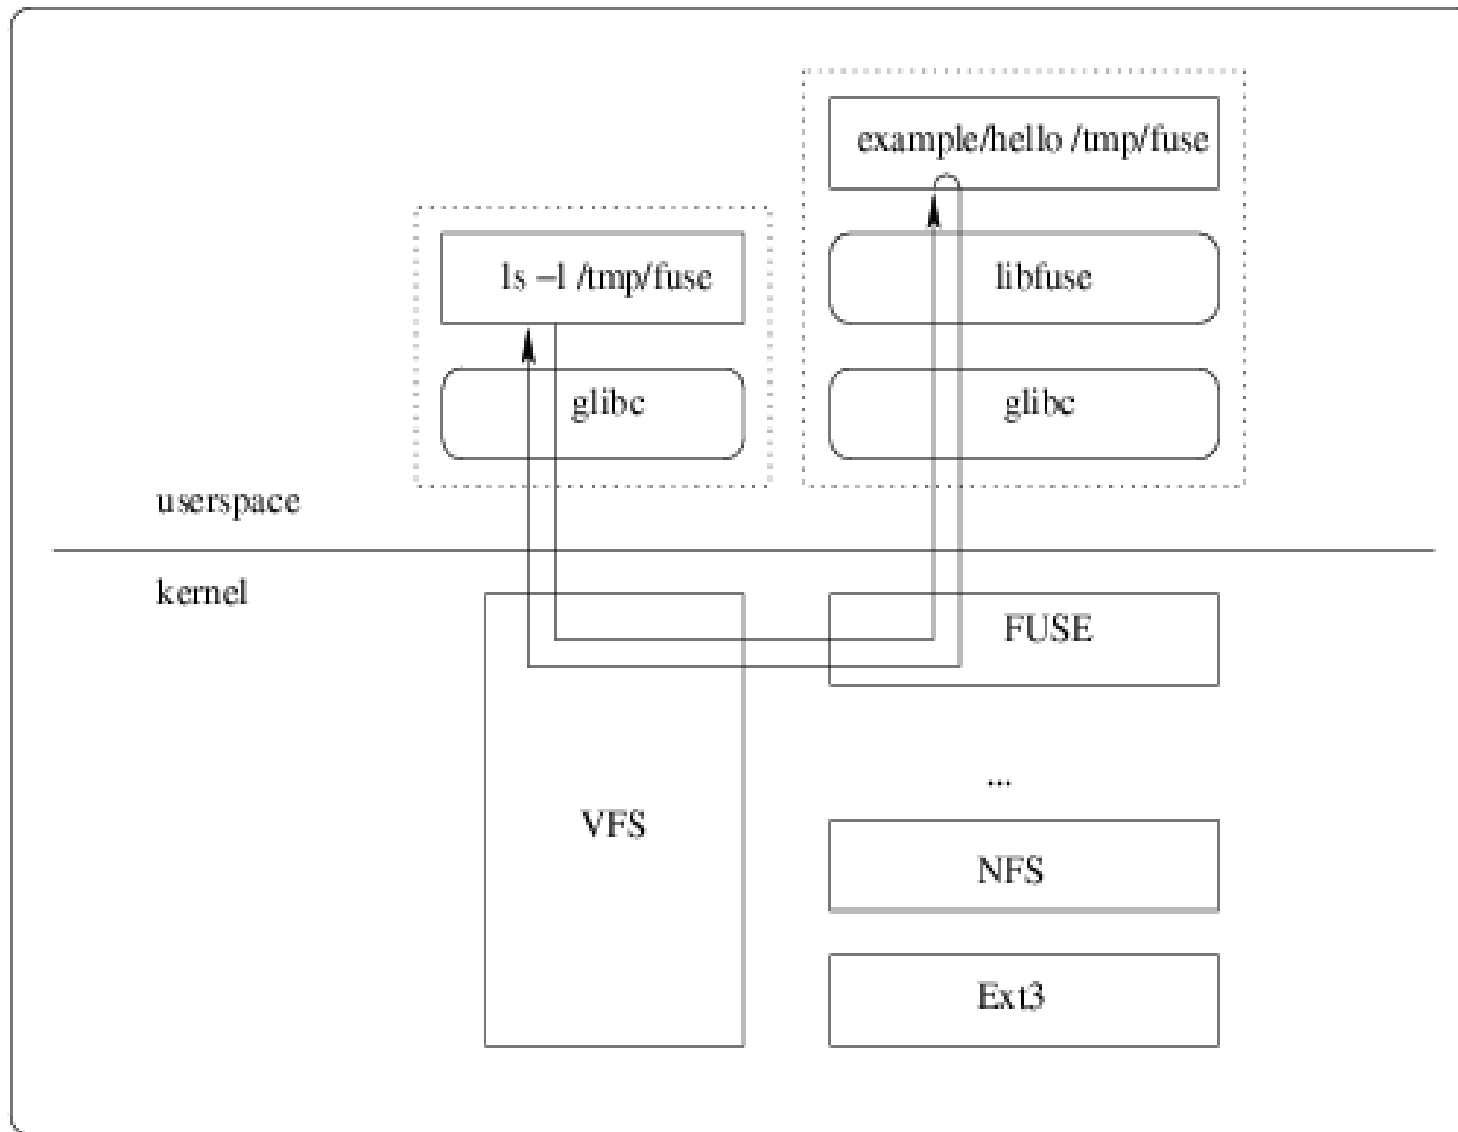 example/hello /tmp/fuse
ls –l /tmp/fuse
libfuse
glibc
glibc
userspace
kernel
FUSE
...
VFS
NFS
Ext3